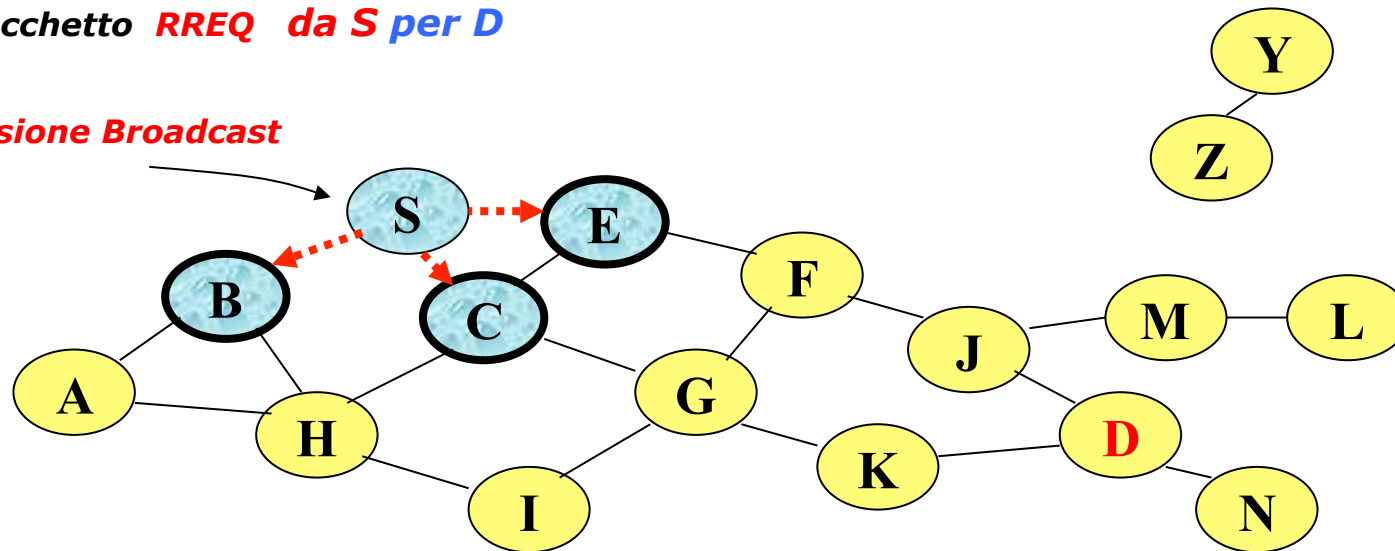 cchetto RREQ da S per D
sione Broadcast
Y
Z
S
E
B
C
F
M
L
J
A
G
H
D
K
I
N